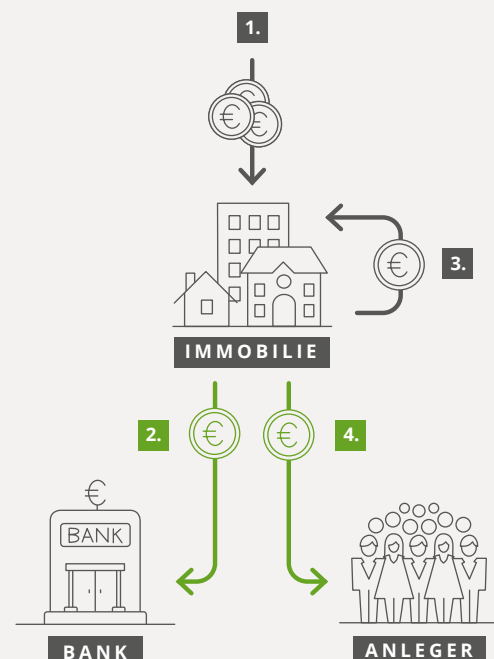 1.
€ € €
€
3.
IMMOBILIE
2.
€
€
4.
€
BANK
BANK
ANLEGER